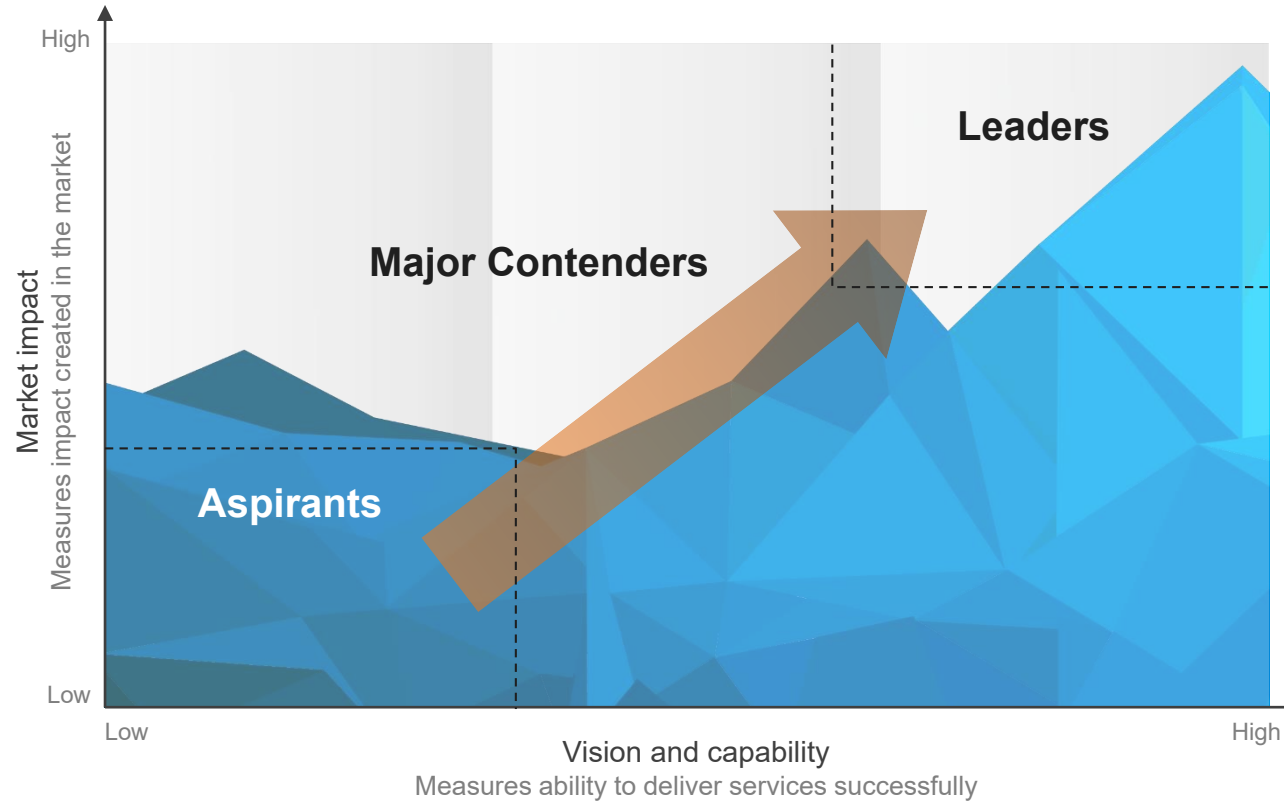 High
Leaders
Major Contenders
Market impact
Measures impact created in the market
Aspirants
Low
Low
High
Vision and capability
Measures ability to deliver services successfully